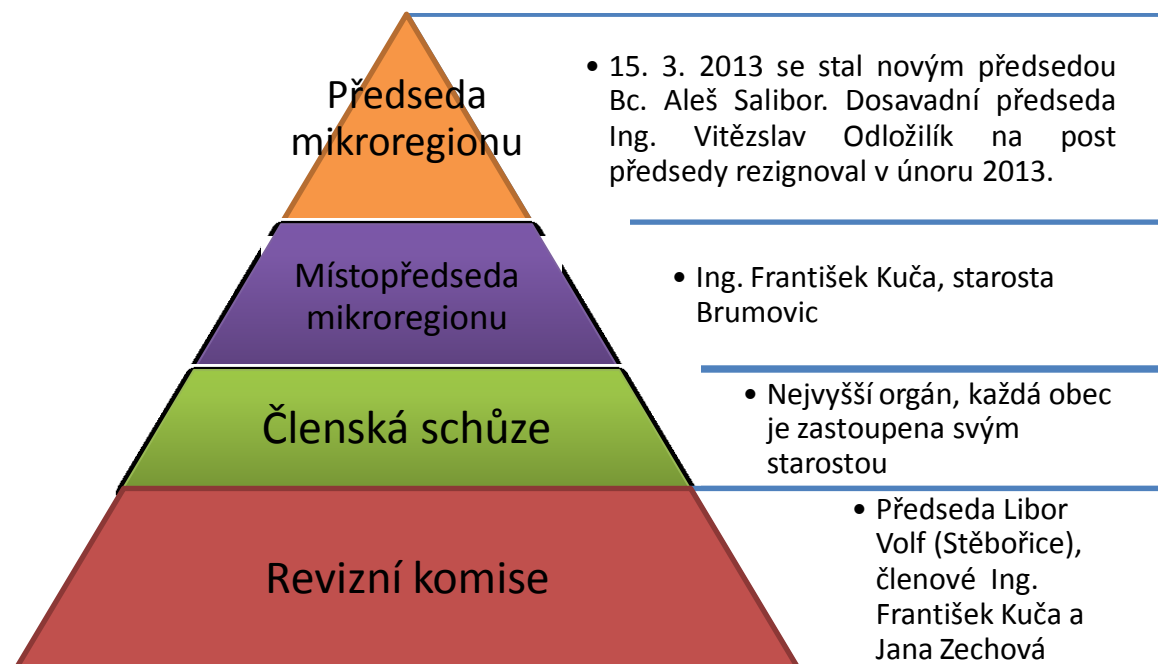 Předseda
mikroregionu
• 15. 3. 2013 se stal novým předsedou
Bc. Aleš Salibor. Dosavadní předseda
Ing. Vitězslav Odložilík na post
předsedy rezignoval v únoru 2013.
Místopředseda
mikroregionu
• Ing. František Kuča, starosta
Brumovic
Členská schůze
• Nejvyšší orgán, každá obec
je zastoupena svým
starostou
Revizní komise
• Předseda Libor
Volf (Stěbořice),
členové Ing.
František Kuča a
Jana Zechová